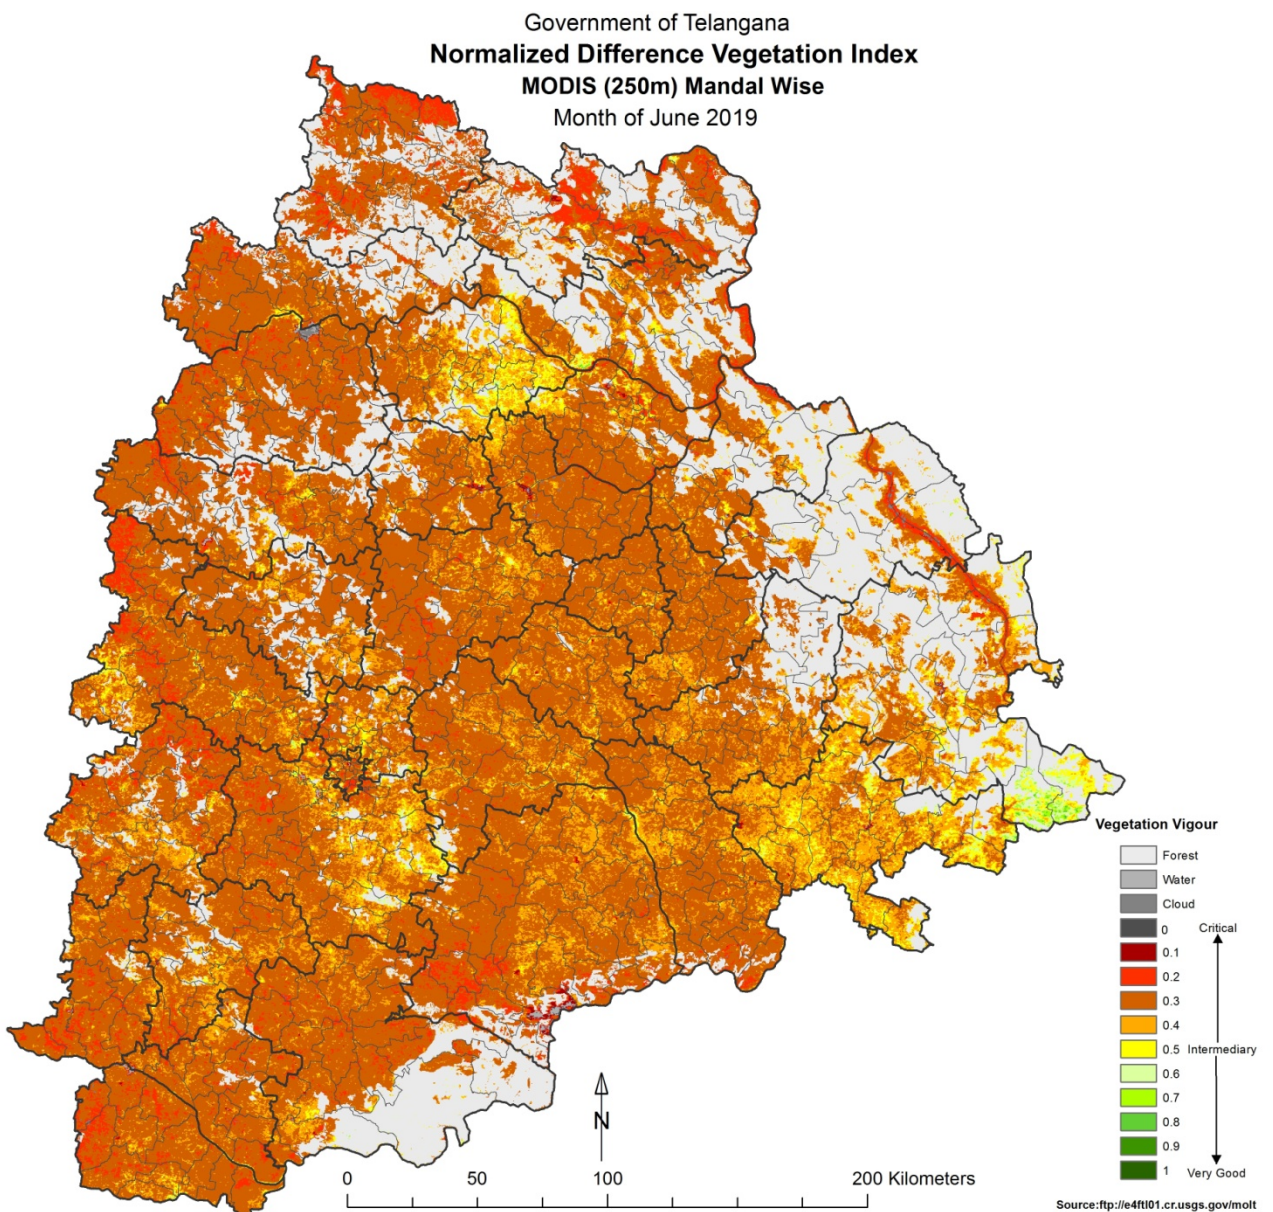 Government of Telangana
Normalized Difference Vegetation Index
MODIS (250m) Mandal Wise
Month of June 2019
Vegetation Vigour
Forest
Water
Cloud
0 Critical
0.1
0.2
0.3
0.4
0.5 Intermediary
0.6
0.7
0.8
0.9
1 Very Good
N
0 50 100 200 Kilometers
Source:ftp://e4ftl01.cr.usgs.gov/molt